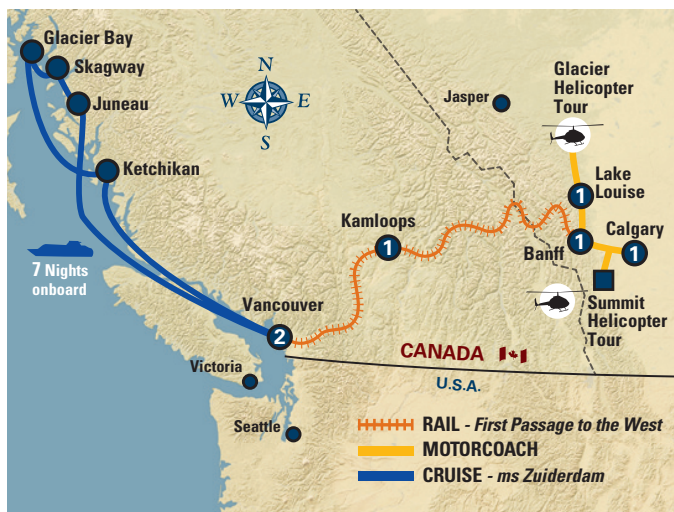 Glacier Bay
Skagway
Juneau
Ketchikan
N
W
E
S
Jasper
Glacier
Helicopter
Tour
Lake
Louise
1
Kamloops
1
Banff
1
Calgary
1
Summit
Helicopter
Tour
7 Nights
onboard
Vancouver
2
Victoria
Seattle
CANADA
U.S.A.
RAIL - First Passage to the West
MOTORCOACH
CRUISE - ms Zuiderdam